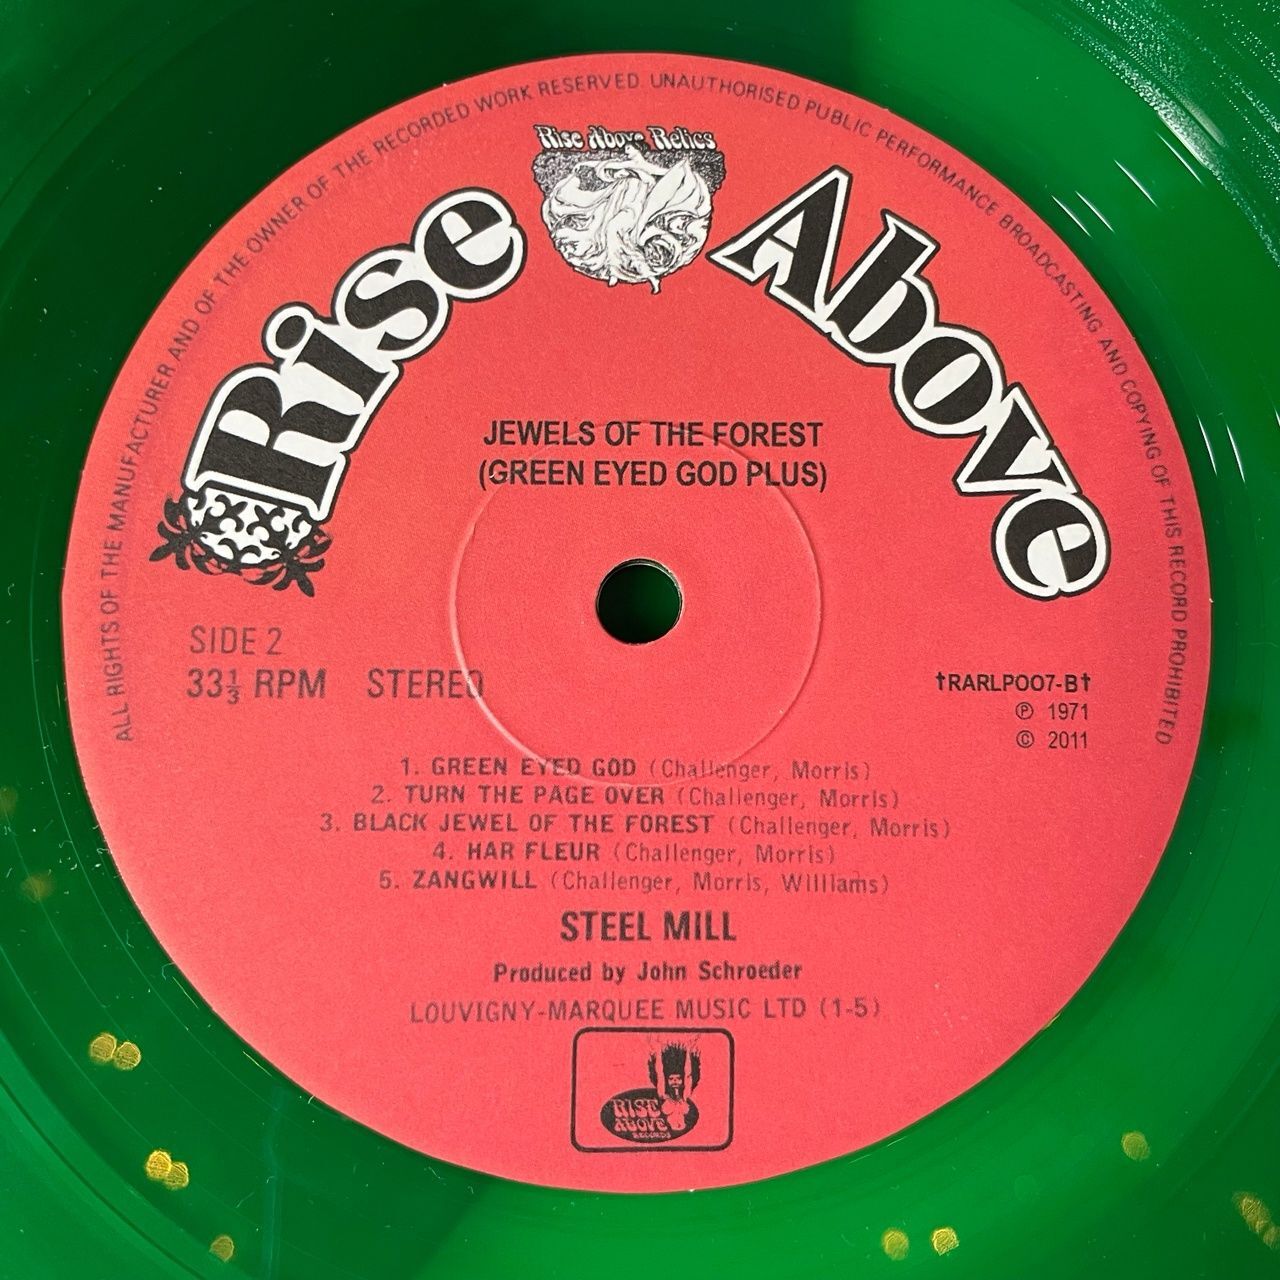 ALL RIGHTS OF THE MANUFACTURER AND OF THE OWNER OF THE RECORDED WORK RESERVED. UNAUTHORISED PUBLIC PERFORMANCE BROADCASTING AND COPYING OF THIS RECORD PROHIBITED
Rise Above Relics
Rise Above
JEWELS OF THE FOREST
(GREEN EYED GOD PLUS)
SIDE 2
33⅓ RPM STEREO
†RARLP007-B†
℗ 1971
© 2011
1. GREEN EYED GOD (Challenger, Morris)
2. TURN THE PAGE OVER (Challenger, Morris)
3. BLACK JEWEL OF THE FOREST (Challenger, Morris)
4. HAR FLEUR (Challenger, Morris)
5. ZANGWILL (Challenger, Morris, Williams)
STEEL MILL
Produced by John Schroeder
LOUVIGNY-MARQUEE MUSIC LTD (1-5)
RISE
ABOVE
RECORDS